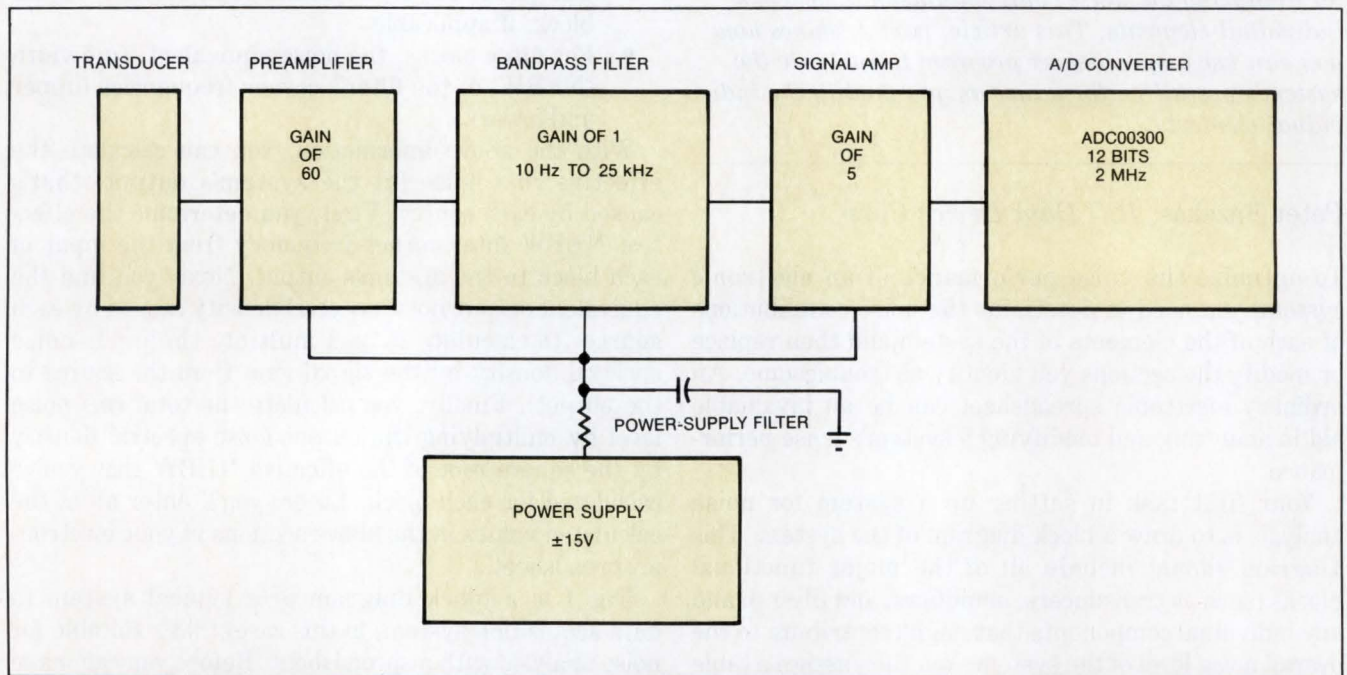 TRANSDUCER
PREAMPLIFIER
BANDPASS FILTER
SIGNAL AMP
A/D CONVERTER
GAIN
OF
60
GAIN OF 1
10 Hz TO 25 kHz
GAIN
OF
5
ADC00300
12 BITS
2 MHz
POWER-SUPPLY FILTER
POWER SUPPLY
±15V